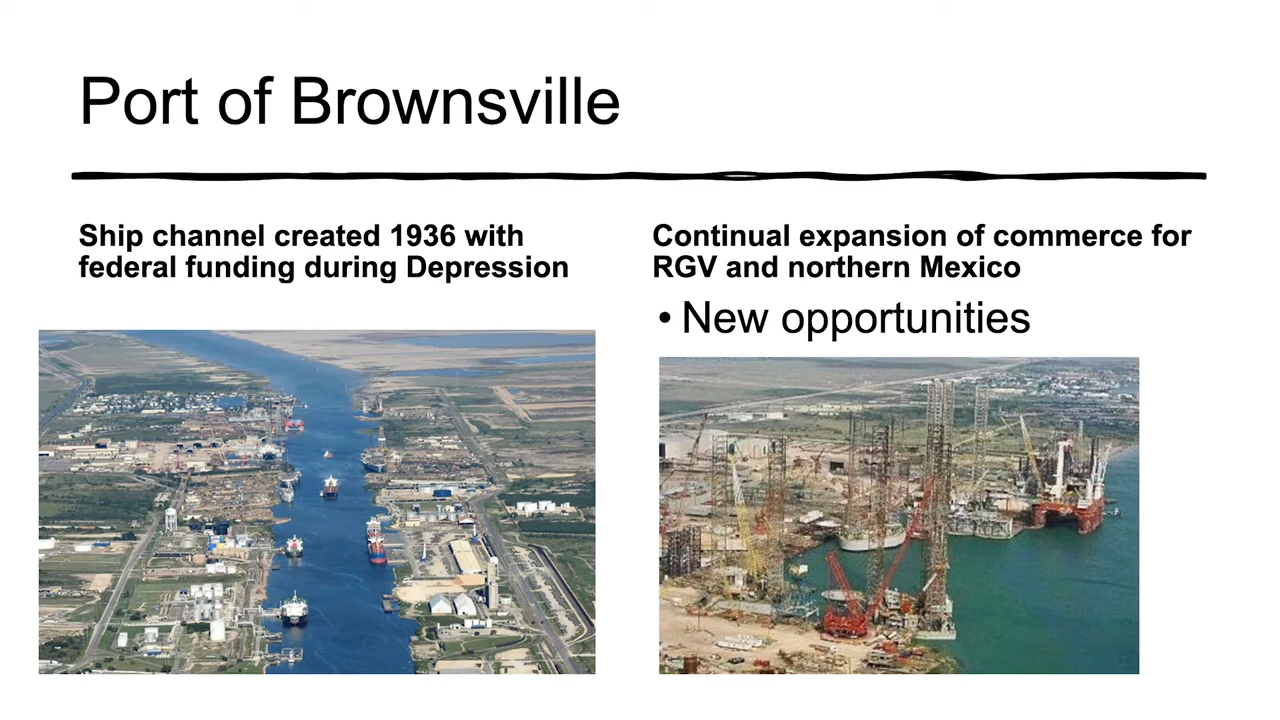 Port of Brownsville
Ship channel created 1936 with
federal funding during Depression
Continual expansion of commerce for
RGV and northern Mexico
• New opportunities